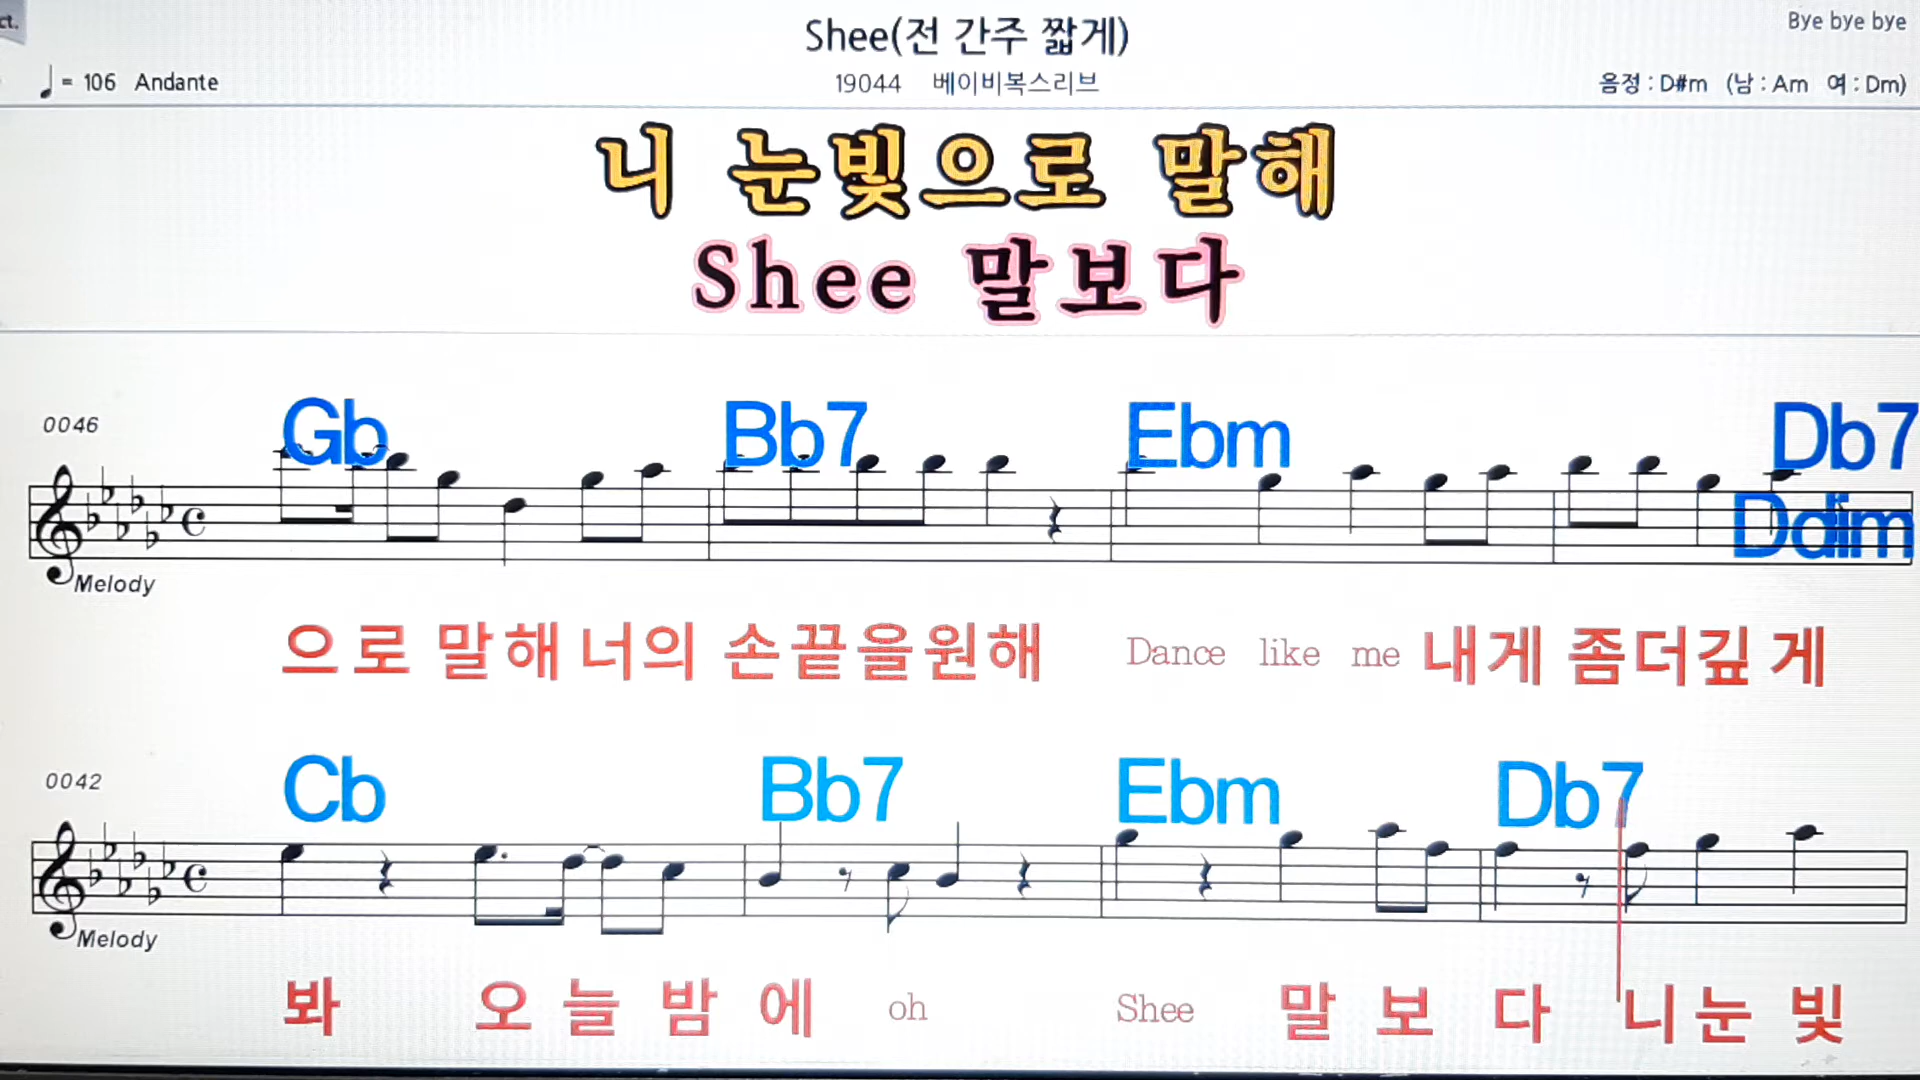 ct.
Shee(전 간주 짧게)
Bye bye bye
= 106 Andante
19044 베이비복스리브
음정 : D#m (남 : Am 여 : Dm)
니 눈빛으로 말해
Shee 말보다
0046
Gb Bb7 Ebm Db7
Ddim
Melody
으로 말해 너의 손끝을원해 Dance like me 내게 좀더깊 게
0042
Cb Bb7 Ebm Db7
Melody
봐 오 늘 밤 에 oh Shee 말 보 다 니눈 빛